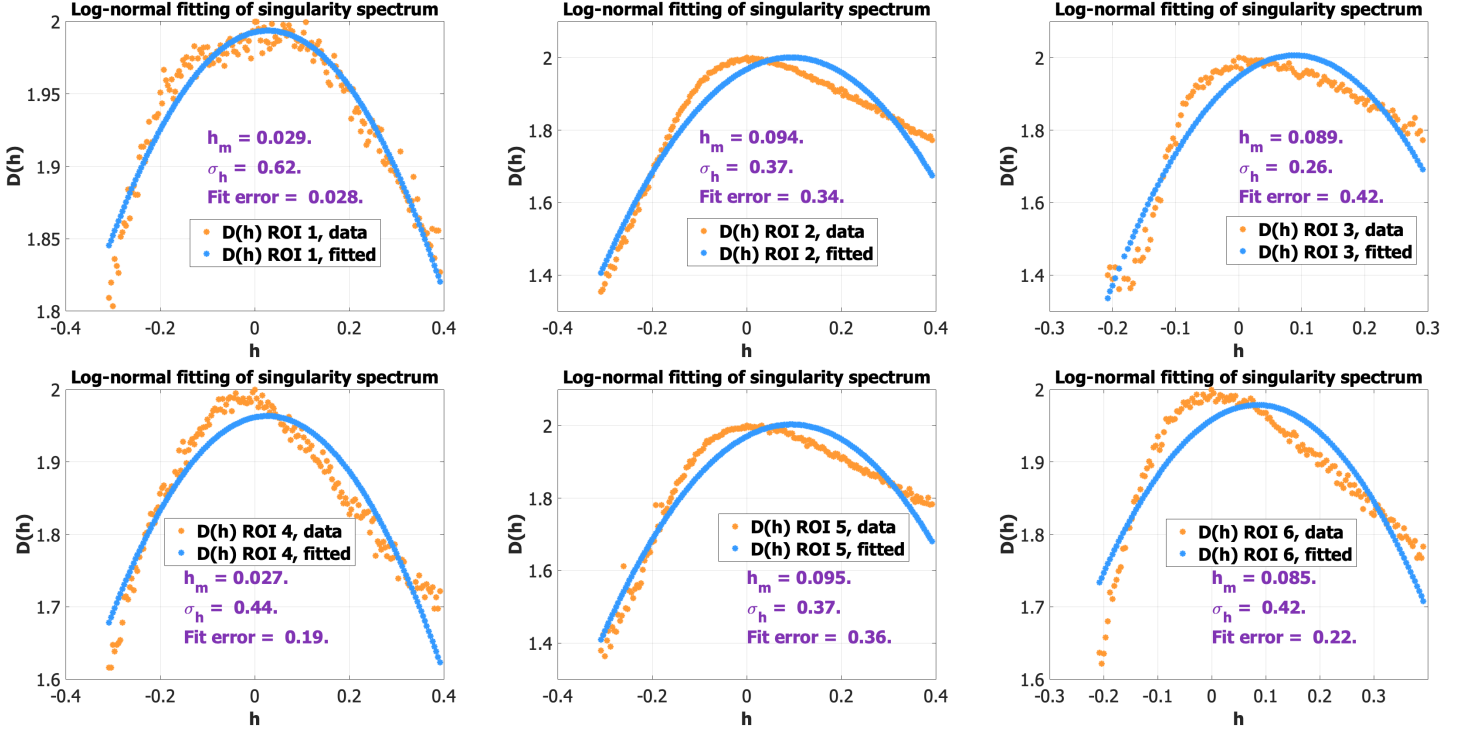 Log-normal fitting of singularity spectrum
2
1.95
1.9
1.85
1.8
D(h)
h_m = 0.029.
σ_h = 0.62.
Fit error = 0.028.
D(h) ROI 1, data
D(h) ROI 1, fitted
-0.4 -0.2 0 0.2 0.4
h
Log-normal fitting of singularity spectrum
2
1.8
1.6
1.4
D(h)
h_m = 0.094.
σ_h = 0.37.
Fit error = 0.34.
D(h) ROI 2, data
D(h) ROI 2, fitted
-0.4 -0.2 0 0.2 0.4
h
Log-normal fitting of singularity spectrum
2
1.8
1.6
1.4
D(h)
h_m = 0.089.
σ_h = 0.26.
Fit error = 0.42.
D(h) ROI 3, data
D(h) ROI 3, fitted
-0.3 -0.2 -0.1 0 0.1 0.2 0.3
h
Log-normal fitting of singularity spectrum
2
1.9
1.8
1.7
1.6
D(h)
D(h) ROI 4, data
D(h) ROI 4, fitted
h_m = 0.027.
σ_h = 0.44.
Fit error = 0.19.
-0.4 -0.2 0 0.2 0.4
h
Log-normal fitting of singularity spectrum
2
1.8
1.6
1.4
D(h)
D(h) ROI 5, data
D(h) ROI 5, fitted
h_m = 0.095.
σ_h = 0.37.
Fit error = 0.36.
-0.4 -0.2 0 0.2 0.4
h
Log-normal fitting of singularity spectrum
2
1.9
1.8
1.7
1.6
D(h)
D(h) ROI 6, data
D(h) ROI 6, fitted
h_m = 0.085.
σ_h = 0.42.
Fit error = 0.22.
-0.3 -0.2 -0.1 0 0.1 0.2 0.3
h